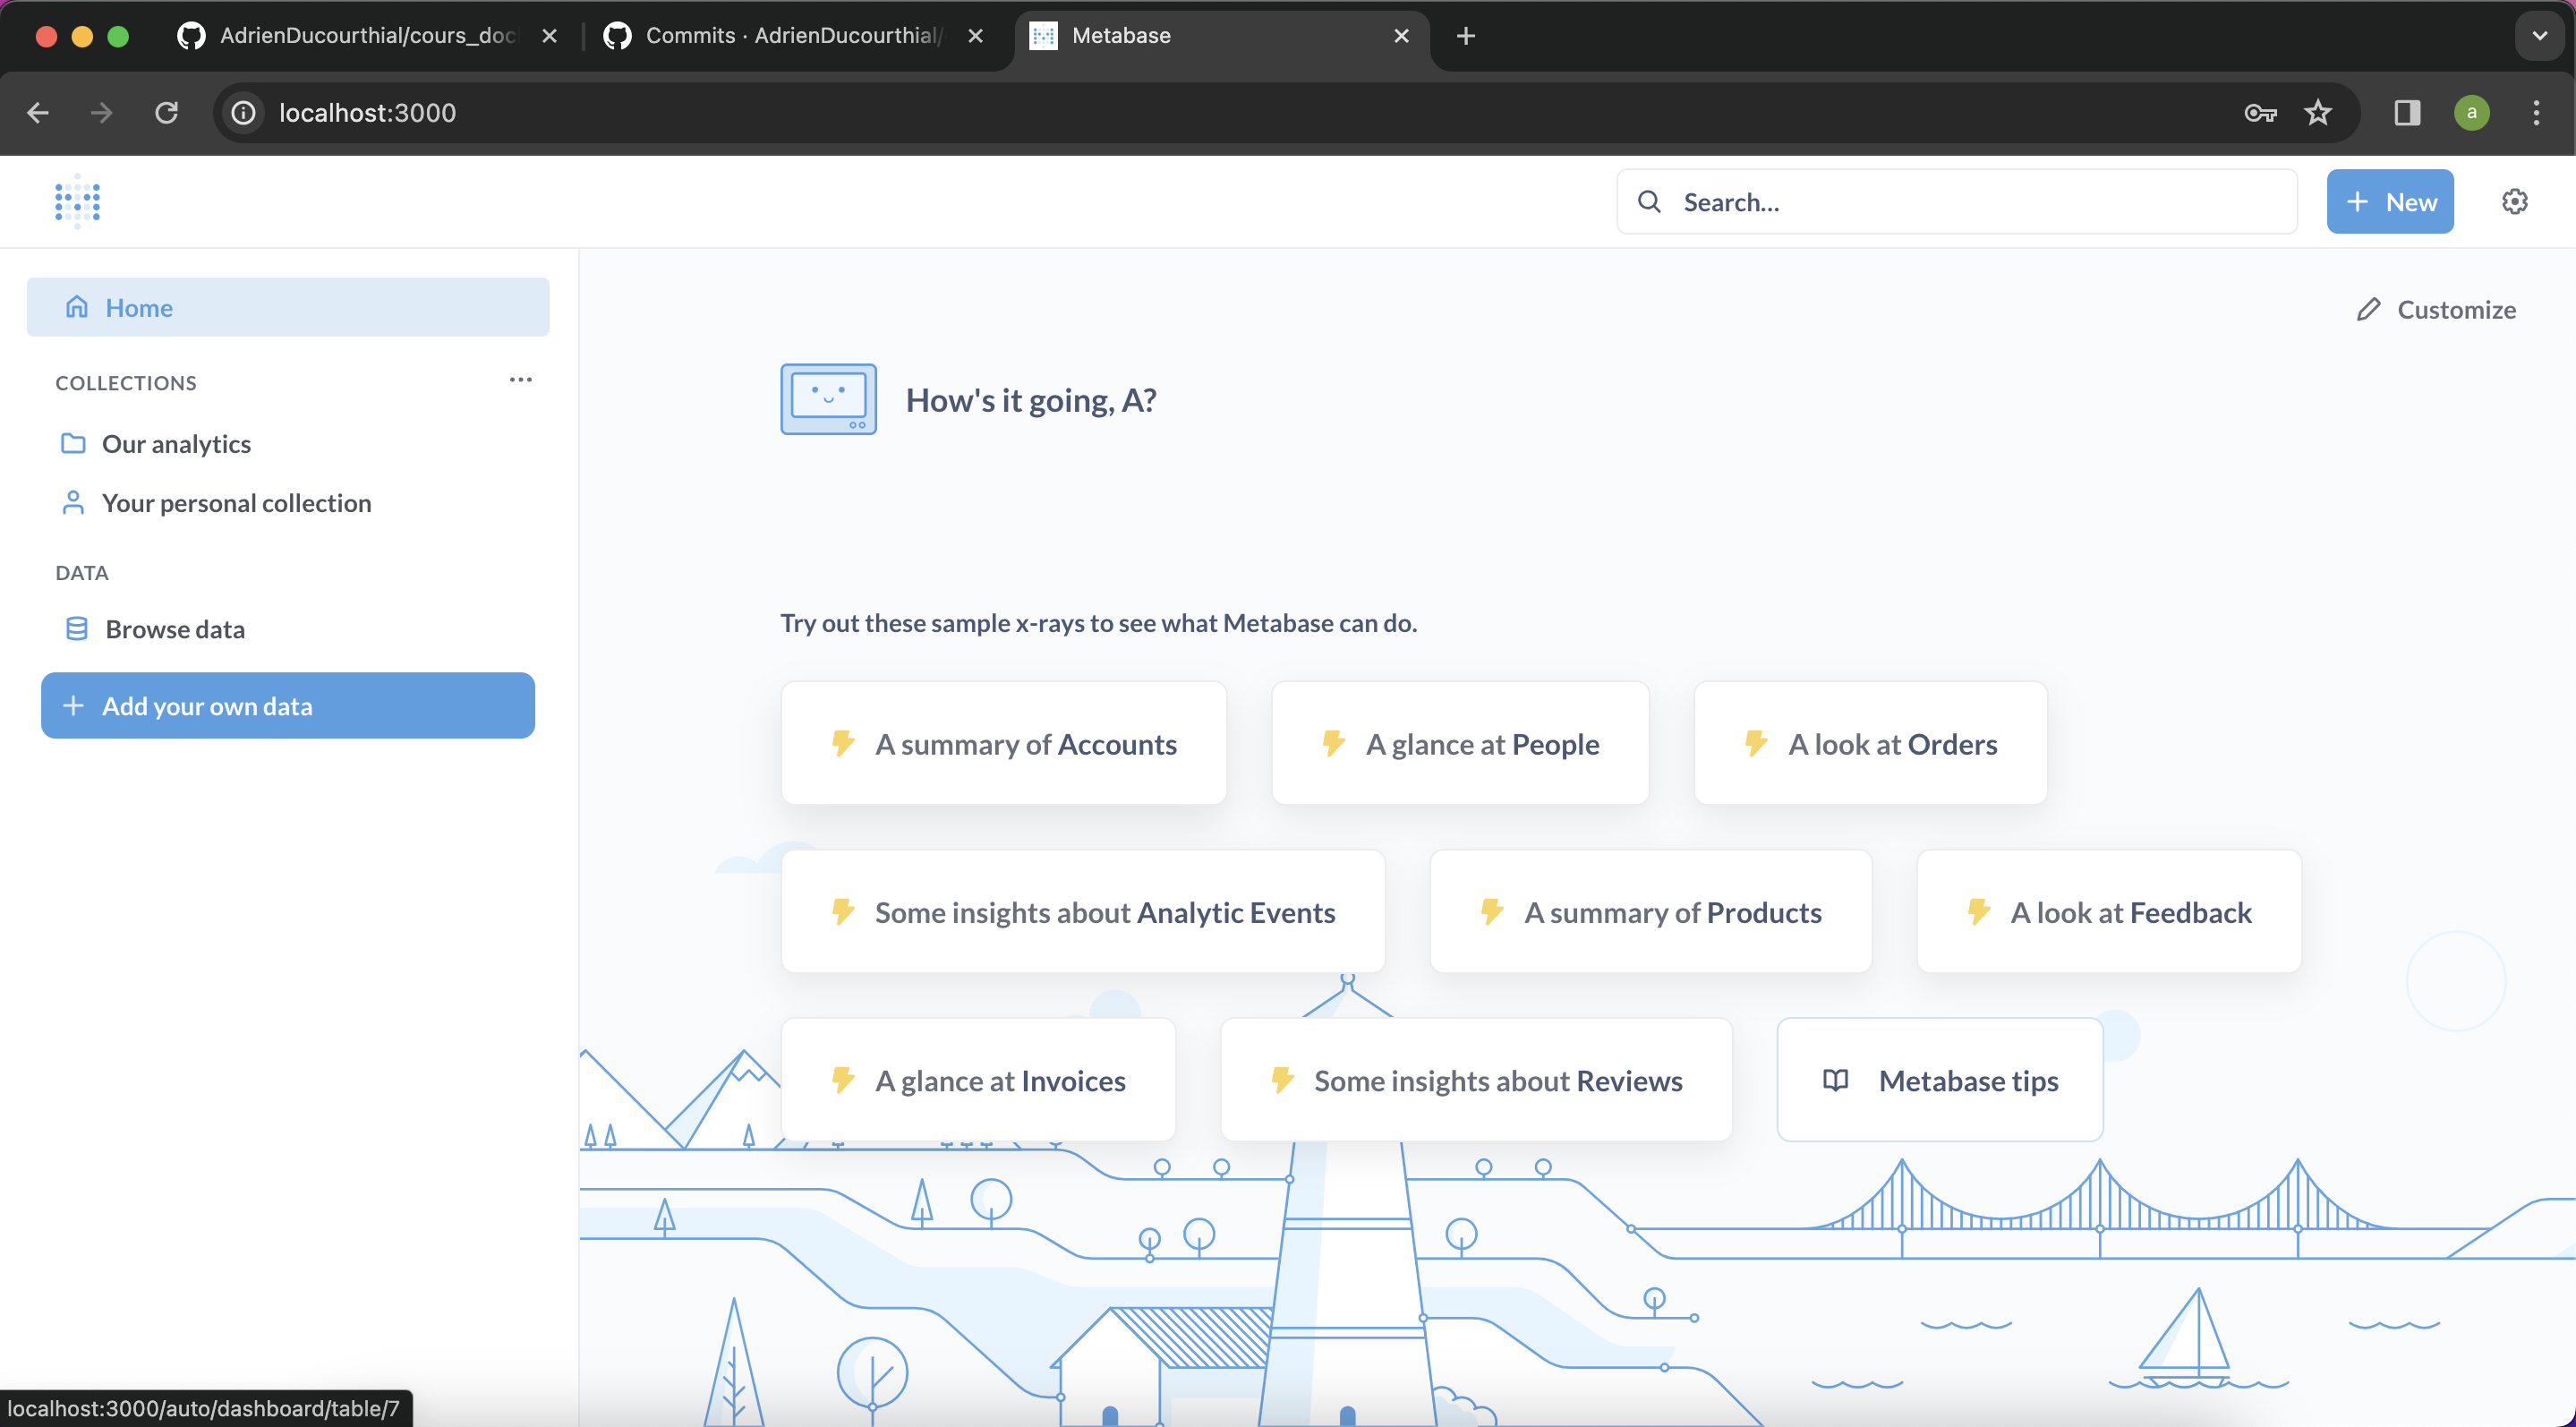 AdrienDucourthial/cours_doc
Commits · AdrienDucourthial/
Metabase
localhost:3000
a
Search...
New
Home
Customize
COLLECTIONS
How's it going, A?
Our analytics
Your personal collection
DATA
Try out these sample x-rays to see what Metabase can do.
Browse data
Add your own data
A summary of Accounts
A glance at People
A look at Orders
Some insights about Analytic Events
A summary of Products
A look at Feedback
A glance at Invoices
Some insights about Reviews
Metabase tips
localhost:3000/auto/dashboard/table/7